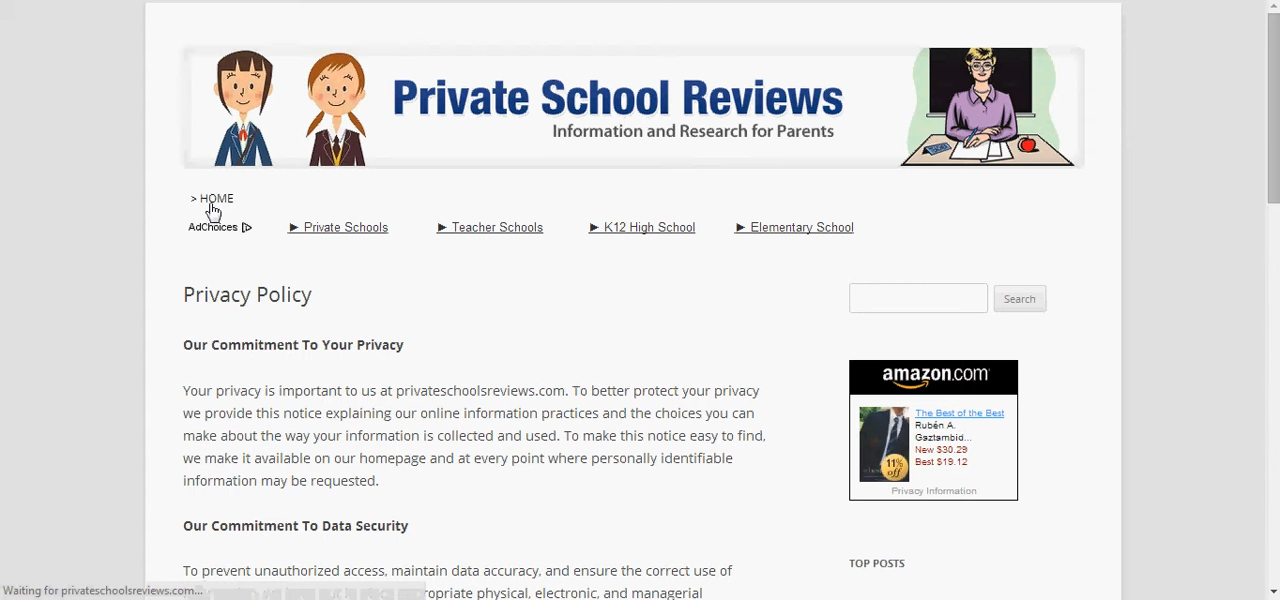 Private School Reviews
Information and Research for Parents
> HOME
AdChoices
► Private Schools
► Teacher Schools
► K12 High School
► Elementary School
Privacy Policy
Search
Our Commitment To Your Privacy
Your privacy is important to us at privateschoolsreviews.com. To better protect your privacy
we provide this notice explaining our online information practices and the choices you can
make about the way your information is collected and used. To make this notice easy to find,
we make it available on our homepage and at every point where personally identifiable
information may be requested.
amazon.com
The Best of the Best
Rubén A.
Gaztambid...
New $30.29
Best $19.12
11%
off
Privacy Information
Our Commitment To Data Security
TOP POSTS
To prevent unauthorized access, maintain data accuracy, and ensure the correct use of
Waiting for privateschoolsreviews.com...
physical, electronic, and managerial